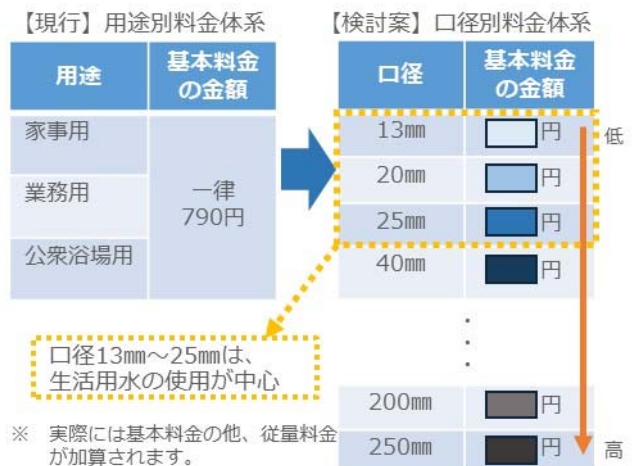 【現行】用途別料金体系
用途
基本料金
の金額
家事用
業務用
公衆浴場用
一律
790円
【検討案】口径別料金体系
口径
基本料金
の金額
13㎜
円
低
20㎜
円
25㎜
円
40㎜
円
・
・
・
200㎜
円
250㎜
円
高
口径13㎜～25㎜は、
生活用水の使用が中心
※ 実際には基本料金の他、従量料金
が加算されます。